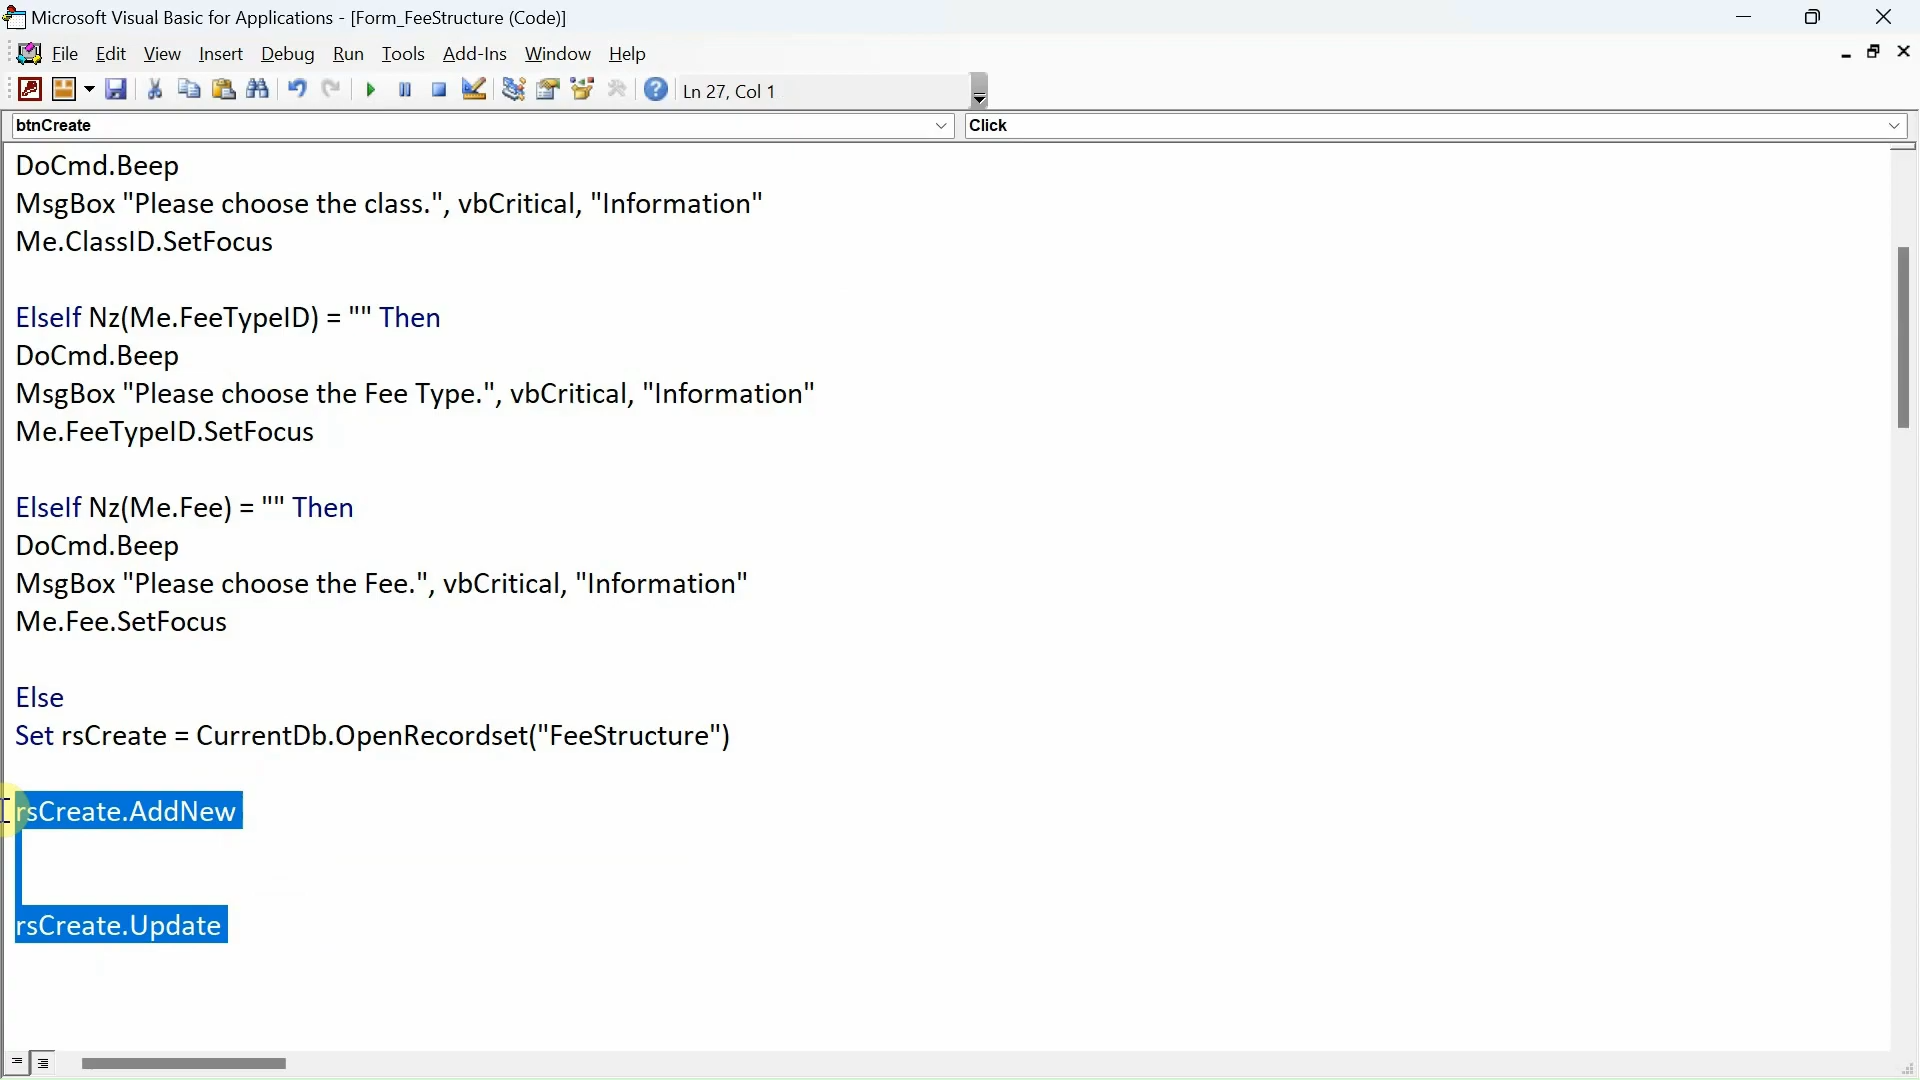 Microsoft Visual Basic for Applications - [Form_FeeStructure (Code)]
File Edit View Insert Debug Run Tools Add-Ins Window Help
Ln 27, Col 1
btnCreate Click
DoCmd.Beep
MsgBox "Please choose the class.", vbCritical, "Information"
Me.ClassID.SetFocus
ElseIf Nz(Me.FeeTypeID) = "" Then
DoCmd.Beep
MsgBox "Please choose the Fee Type.", vbCritical, "Information"
Me.FeeTypeID.SetFocus
ElseIf Nz(Me.Fee) = "" Then
DoCmd.Beep
MsgBox "Please choose the Fee.", vbCritical, "Information"
Me.Fee.SetFocus
Else
Set rsCreate = CurrentDb.OpenRecordset("FeeStructure")
rsCreate.AddNew
rsCreate.Update